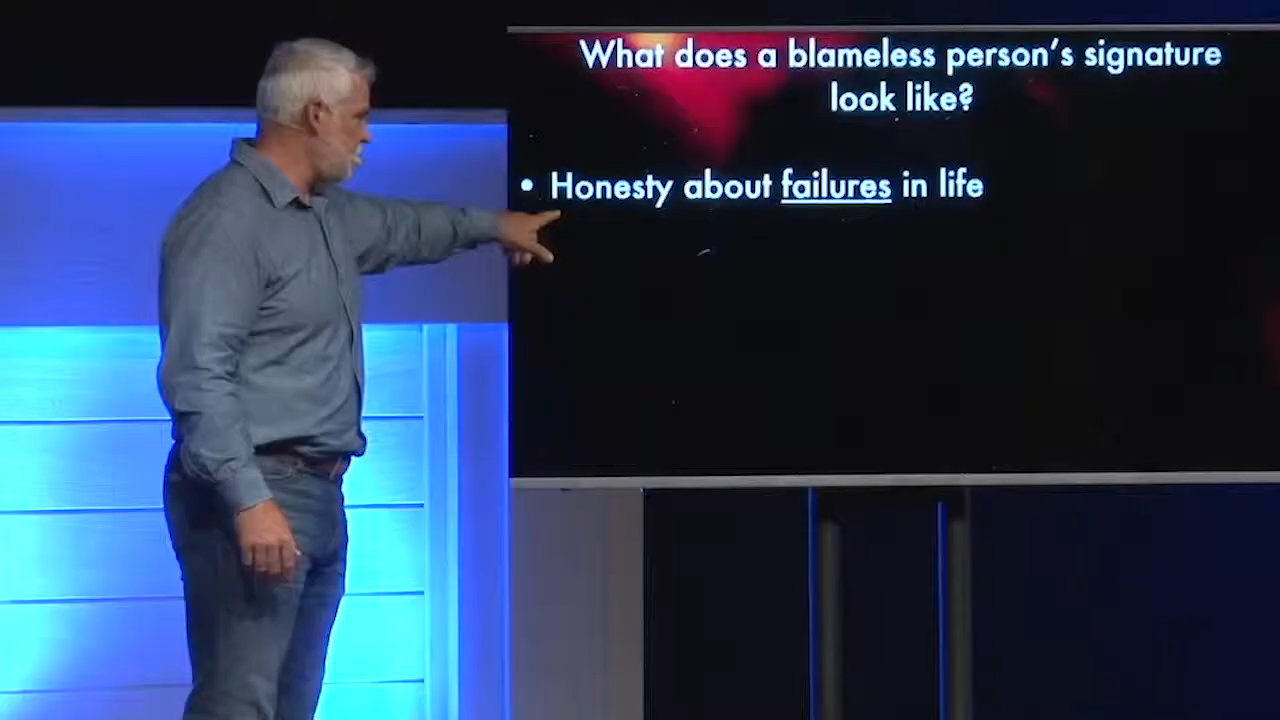 What does a blameless person's signature
look like?
• Honesty about failures in life